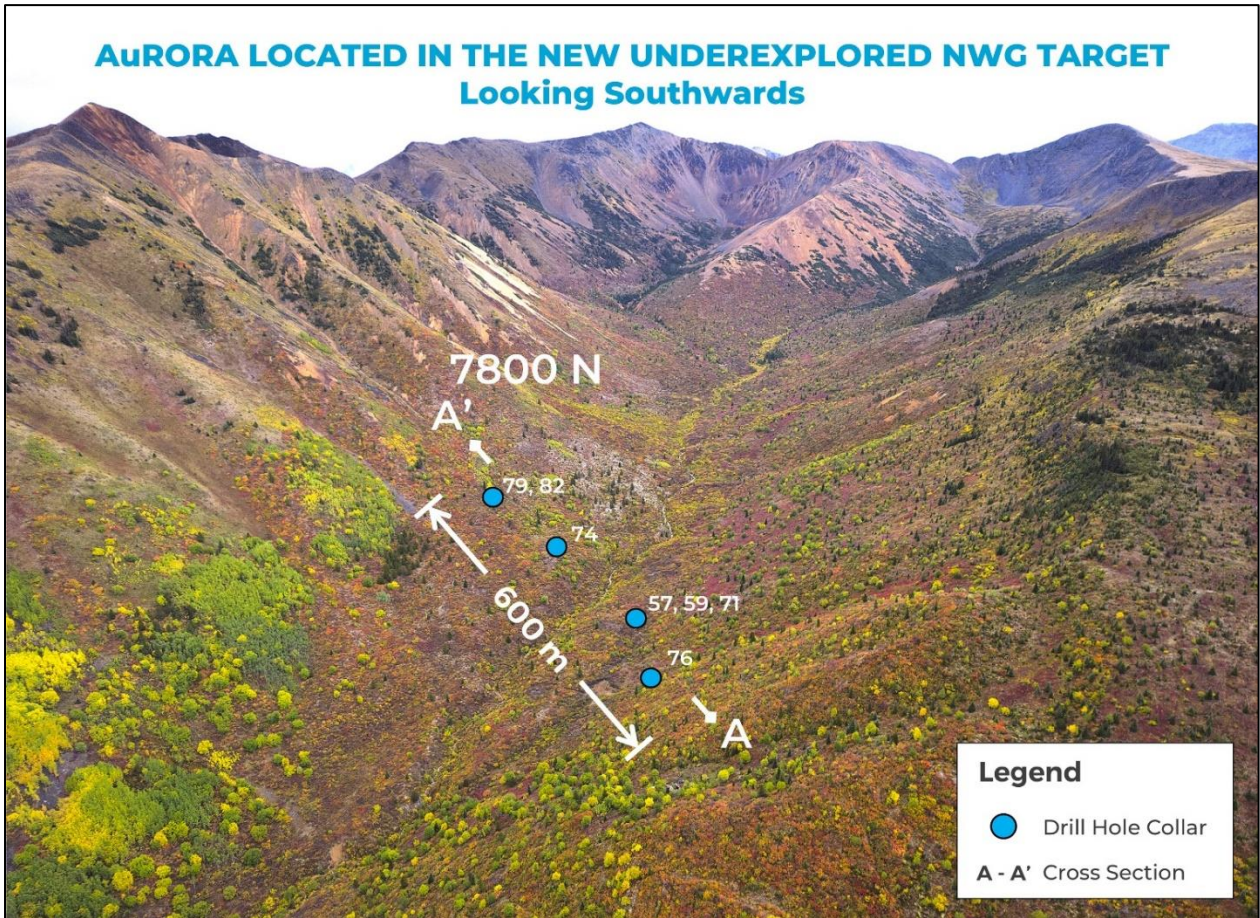 AuRORA LOCATED IN THE NEW UNDEREXPLORED NWG TARGET
Looking Southwards
7800 N
A'
79, 82
74
57, 59, 71
600 m
76
A
Legend
Drill Hole Collar
A - A' Cross Section